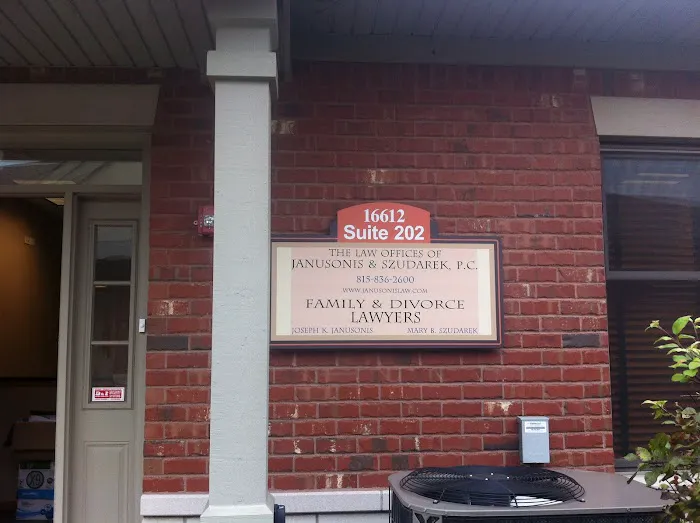 16612
Suite 202
THE LAW OFFICES OF
JANUSONIS & SZUDAREK, P.C.
815-836-2600
WWW.JANUSONISLAW.COM
FAMILY & DIVORCE
LAWYERS
JOSEPH K. JANUSONIS MARY B. SZUDAREK